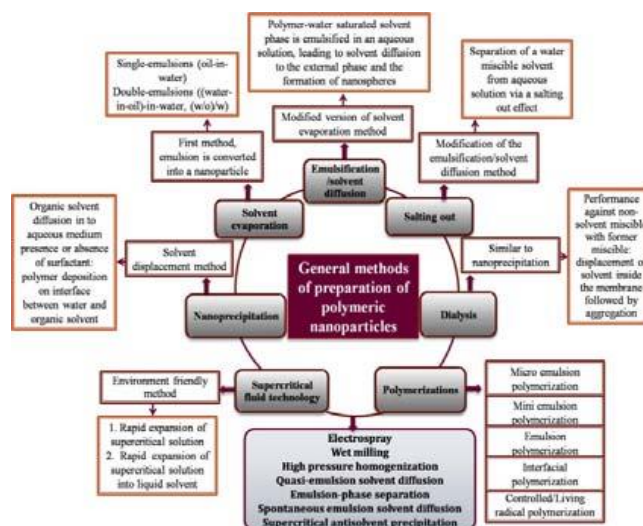 Polymer-water saturated solvent
phase is emulsified in an aqueous
solution, leading to solvent diffusion
to the external phase and the
formation of nanospheres
Single-emulsions (oil-in-
water)
Double-emulsions ((water-
in-oil)-in-water, (w/o)/w)
Separation of a water
miscible solvent
from aqueous
solution via a salting
out effect
Modified version of solvent
evaporation method
First method,
emulsion is converted
into a nanoparticle
Modification of the
emulsification/solvent
diffusion method
Emulsification
/solvent
diffusion
Solvent
evaporation
Salting out
Organic solvent
diffusion in to
aqueous medium
presence or absence
of surfactant:
polymer deposition
on interface
between water and
organic solvent
Solvent
displacement method
Similar to
nanoprecipitation
Performance
against non-
solvent miscible
with former
miscible:
displacement of
solvent inside
the membrane
followed by
aggregation
General methods
of preparation of
polymeric
nanoparticles
Nanoprecipitation
Dialysis
Environment friendly
method
Supercritical
fluid technology
Polymerizations
Micro emulsion
polymerization
Mini emulsion
polymerization
Emulsion
polymerization
Interfacial
polymerization
Controlled/Living
radical polymerization
1. Rapid expansion of
supercritical solution
2. Rapid expansion of
supercritical solution
into liquid solvent
Electrospray
Wet milling
High pressure homogenization
Quasi-emulsion solvent diffusion
Emulsion-phase separation
Spontaneous emulsion solvent diffusion
Supercritical antisolvent precipitation